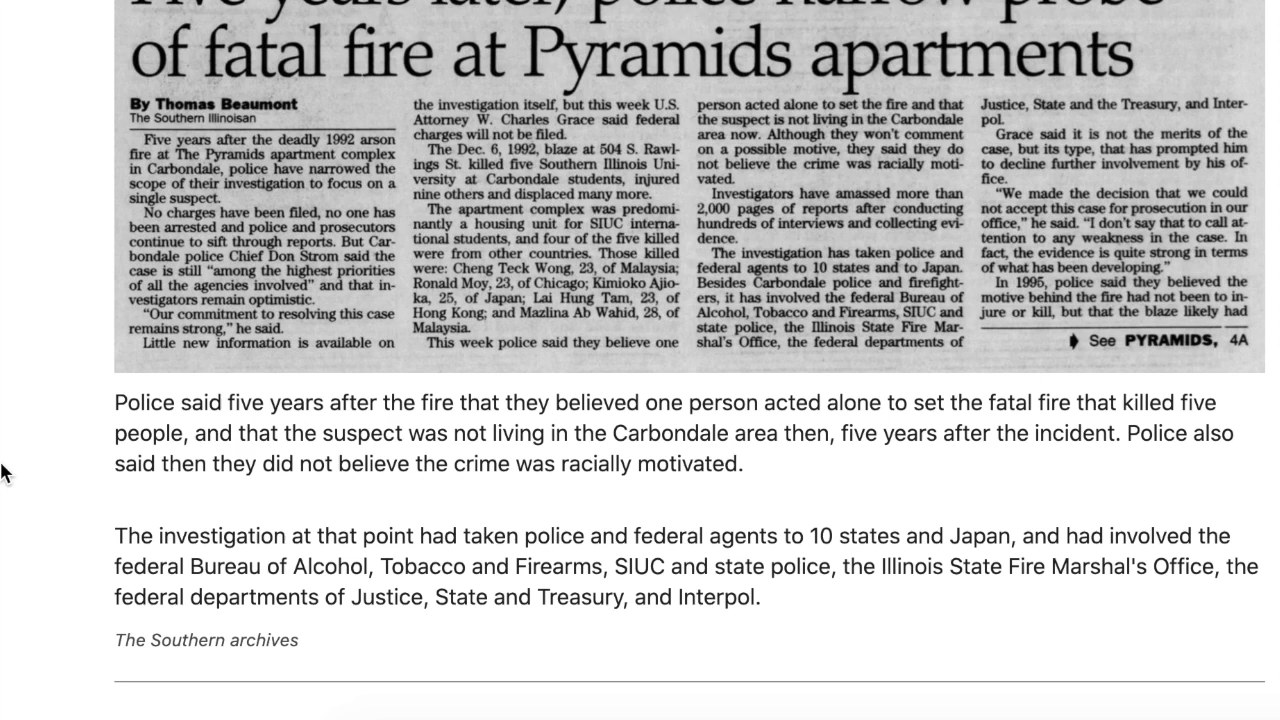 Five years later, police narrow probe
of fatal fire at Pyramids apartments
By Thomas Beaumont
The Southern Illinoisan
Five years after the deadly 1992 arson
fire at The Pyramids apartment complex
in Carbondale, police have narrowed the
scope of their investigation to focus on a
single suspect.
No charges have been filed, no one has
been arrested and police and prosecutors
continue to sift through reports. But Car-
bondale police Chief Don Strom said the
case is still “among the highest priorities
of all the agencies involved” and that in-
vestigators remain optimistic.
“Our commitment to resolving this case
remains strong,” he said.
Little new information is available on
the investigation itself, but this week U.S.
Attorney W. Charles Grace said federal
charges will not be filed.
The Dec. 6, 1992, blaze at 504 S. Rawl-
ings St. killed five Southern Illinois Uni-
versity at Carbondale students, injured
nine others and displaced many more.
The apartment complex was predomi-
nantly a housing unit for SIUC interna-
tional students, and four of the five killed
were from other countries. Those killed
were: Cheng Teck Wong, 23, of Malaysia;
Ronald Moy, 23, of Chicago; Kimioko Ajio-
ka, 25, of Japan; Lai Hung Tam, 23, of
Hong Kong; and Mazlina Ab Wahid, 28, of
Malaysia.
This week police said they believe one
person acted alone to set the fire and that
the suspect is not living in the Carbondale
area now. Although they won't comment
on a possible motive, they said they do
not believe the crime was racially moti-
vated.
Investigators have amassed more than
2,000 pages of reports after conducting
hundreds of interviews and collecting evi-
dence.
The investigation has taken police and
federal agents to 10 states and to Japan.
Besides Carbondale police and firefight-
ers, it has involved the federal Bureau of
Alcohol, Tobacco and Firearms, SIUC and
state police, the Illinois State Fire Mar-
shal's Office, the federal departments of
Justice, State and the Treasury, and Inter-
pol.
Grace said it is not the merits of the
case, but its type, that has prompted him
to decline further involvement by his of-
fice.
“We made the decision that we could
not accept this case for prosecution in our
office,” he said. “I don't say that to call at-
tention to any weakness in the case. In
fact, the evidence is quite strong in terms
of what has been developing.”
In 1995, police said they believed the
motive behind the fire had not been to in-
jure or kill, but that the blaze likely had
See PYRAMIDS, 4A
Police said five years after the fire that they believed one person acted alone to set the fatal fire that killed five
people, and that the suspect was not living in the Carbondale area then, five years after the incident. Police also
said then they did not believe the crime was racially motivated.
The investigation at that point had taken police and federal agents to 10 states and Japan, and had involved the
federal Bureau of Alcohol, Tobacco and Firearms, SIUC and state police, the Illinois State Fire Marshal's Office, the
federal departments of Justice, State and Treasury, and Interpol.
The Southern archives